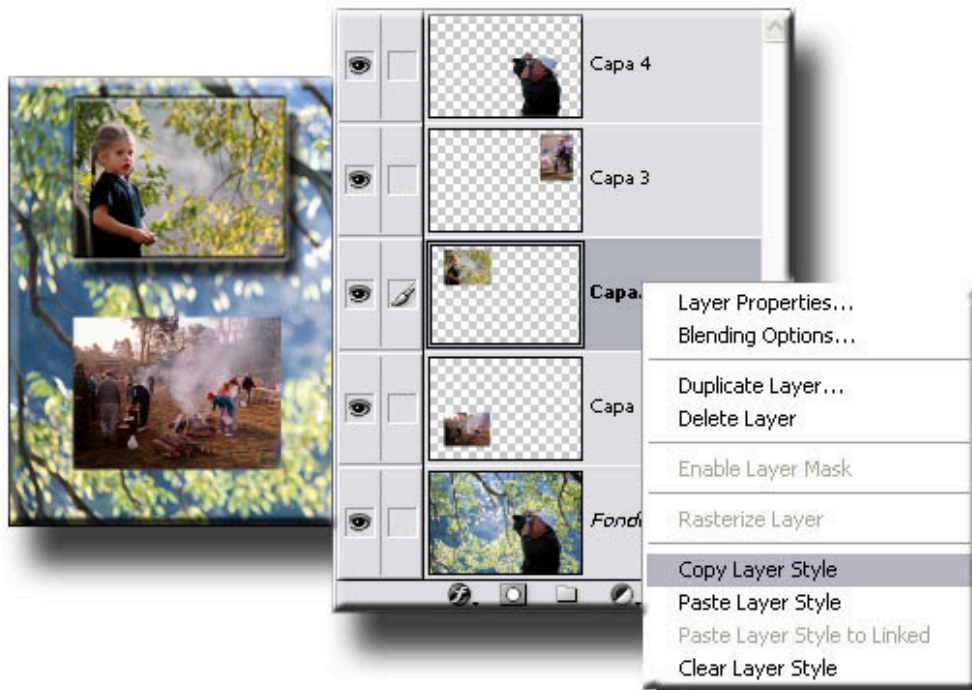 Capa 4
Capa 3
Capa
Layer Properties...
Blending Options...
Duplicate Layer...
Delete Layer
Capa
Enable Layer Mask
Rasterize Layer
Copy Layer Style
Paste Layer Style
Paste Layer Style to Linked
Clear Layer Style